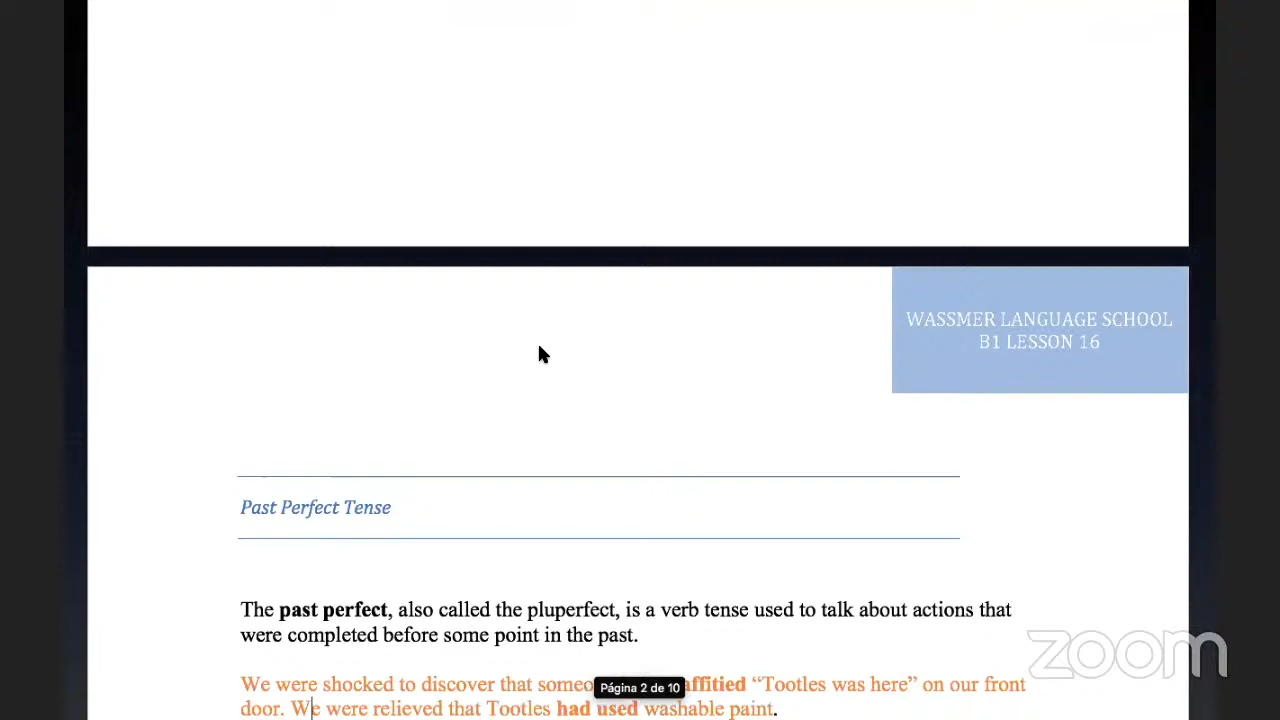 WASSMER LANGUAGE SCHOOL
B1 LESSON 16
Past Perfect Tense
The past perfect, also called the pluperfect, is a verb tense used to talk about actions that
were completed before some point in the past.
We were shocked to discover that “Tootles was here” on our front
Página 2 de 10
door. We were relieved that Tootles had used washable paint.
zoom